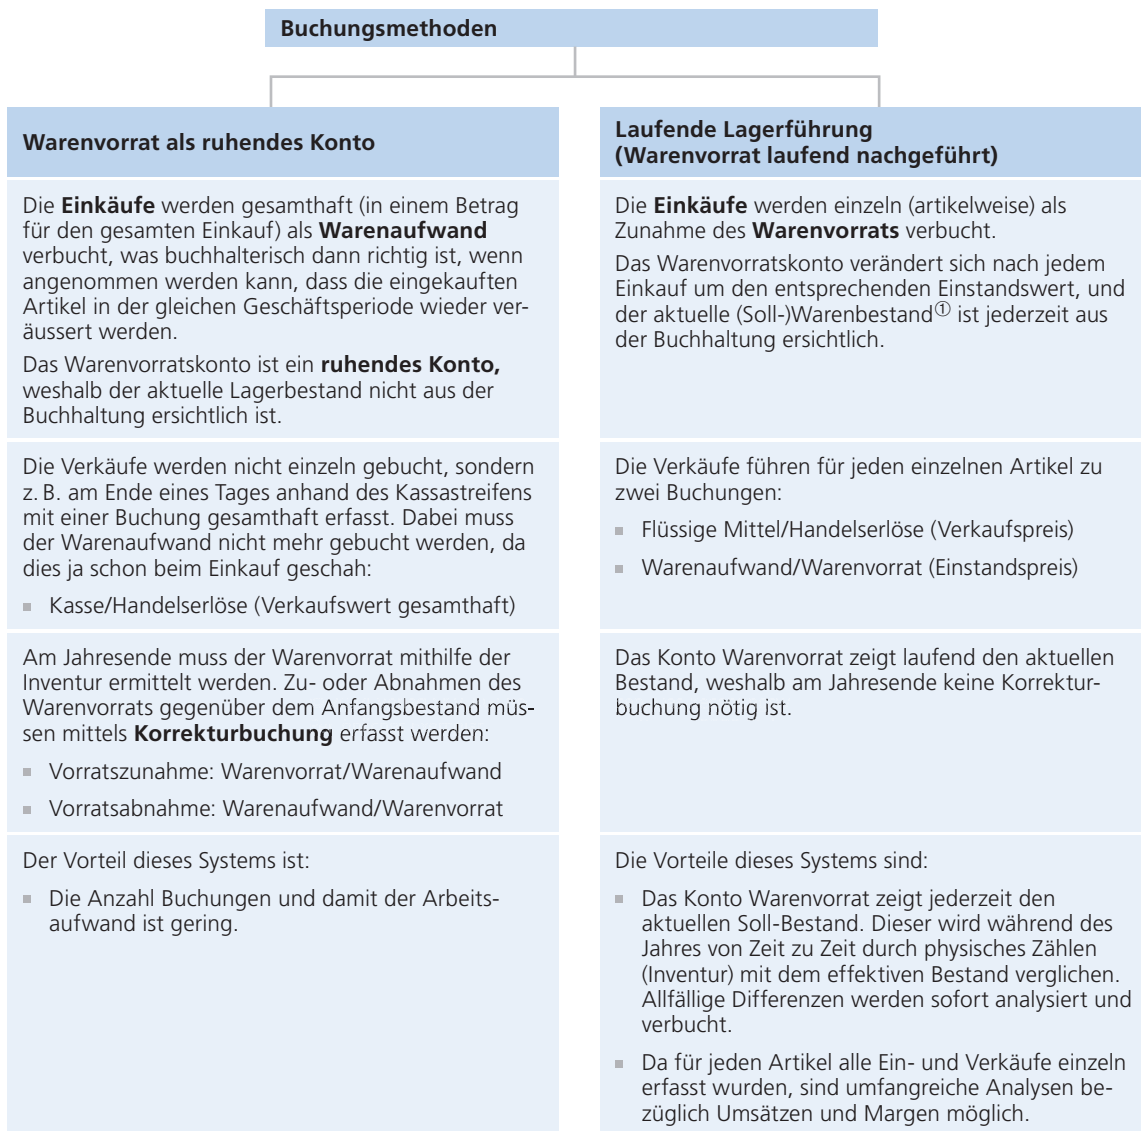 Buchungsmethoden
Warenvorrat als ruhendes Konto
Die Einkäufe werden gesamthaft (in einem Betrag
für den gesamten Einkauf) als Warenaufwand
verbucht, was buchhalterisch dann richtig ist, wenn
angenommen werden kann, dass die eingekauften
Artikel in der gleichen Geschäftsperiode wieder ver-
äussert werden.
Das Warenvorratskonto ist ein ruhendes Konto,
weshalb der aktuelle Lagerbestand nicht aus der
Buchhaltung ersichtlich ist.
Die Verkäufe werden nicht einzeln gebucht, sondern
z. B. am Ende eines Tages anhand des Kassastreifens
mit einer Buchung gesamthaft erfasst. Dabei muss
der Warenaufwand nicht mehr gebucht werden, da
dies ja schon beim Einkauf geschah:
▪ Kasse/Handelserlöse (Verkaufswert gesamthaft)
Am Jahresende muss der Warenvorrat mithilfe der
Inventur ermittelt werden. Zu- oder Abnahmen des
Warenvorrats gegenüber dem Anfangsbestand müs-
sen mittels Korrekturbuchung erfasst werden:
▪ Vorratszunahme: Warenvorrat/Warenaufwand
▪ Vorratsabnahme: Warenaufwand/Warenvorrat
Der Vorteil dieses Systems ist:
▪ Die Anzahl Buchungen und damit der Arbeits-
aufwand ist gering.
Laufende Lagerführung
(Warenvorrat laufend nachgeführt)
Die Einkäufe werden einzeln (artikelweise) als
Zunahme des Warenvorrats verbucht.
Das Warenvorratskonto verändert sich nach jedem
Einkauf um den entsprechenden Einstandswert, und
der aktuelle (Soll-)Warenbestand① ist jederzeit aus
der Buchhaltung ersichtlich.
Die Verkäufe führen für jeden einzelnen Artikel zu
zwei Buchungen:
▪ Flüssige Mittel/Handelserlöse (Verkaufspreis)
▪ Warenaufwand/Warenvorrat (Einstandspreis)
Das Konto Warenvorrat zeigt laufend den aktuellen
Bestand, weshalb am Jahresende keine Korrektur-
buchung nötig ist.
Die Vorteile dieses Systems sind:
▪ Das Konto Warenvorrat zeigt jederzeit den
aktuellen Soll-Bestand. Dieser wird während des
Jahres von Zeit zu Zeit durch physisches Zählen
(Inventur) mit dem effektiven Bestand verglichen.
Allfällige Differenzen werden sofort analysiert und
verbucht.
▪ Da für jeden Artikel alle Ein- und Verkäufe einzeln
erfasst wurden, sind umfangreiche Analysen be-
züglich Umsätzen und Margen möglich.